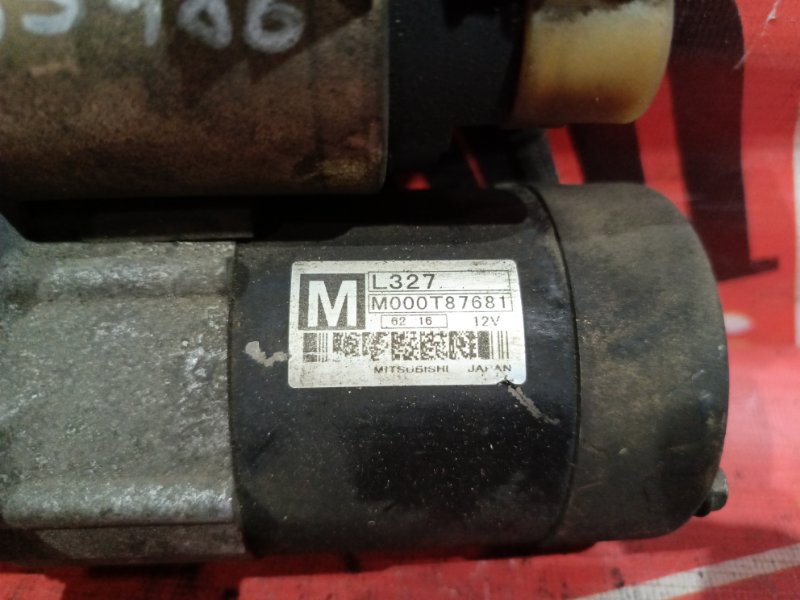 M
L327
M000T87681
62 16 12V
MITSUBISHI JAPAN